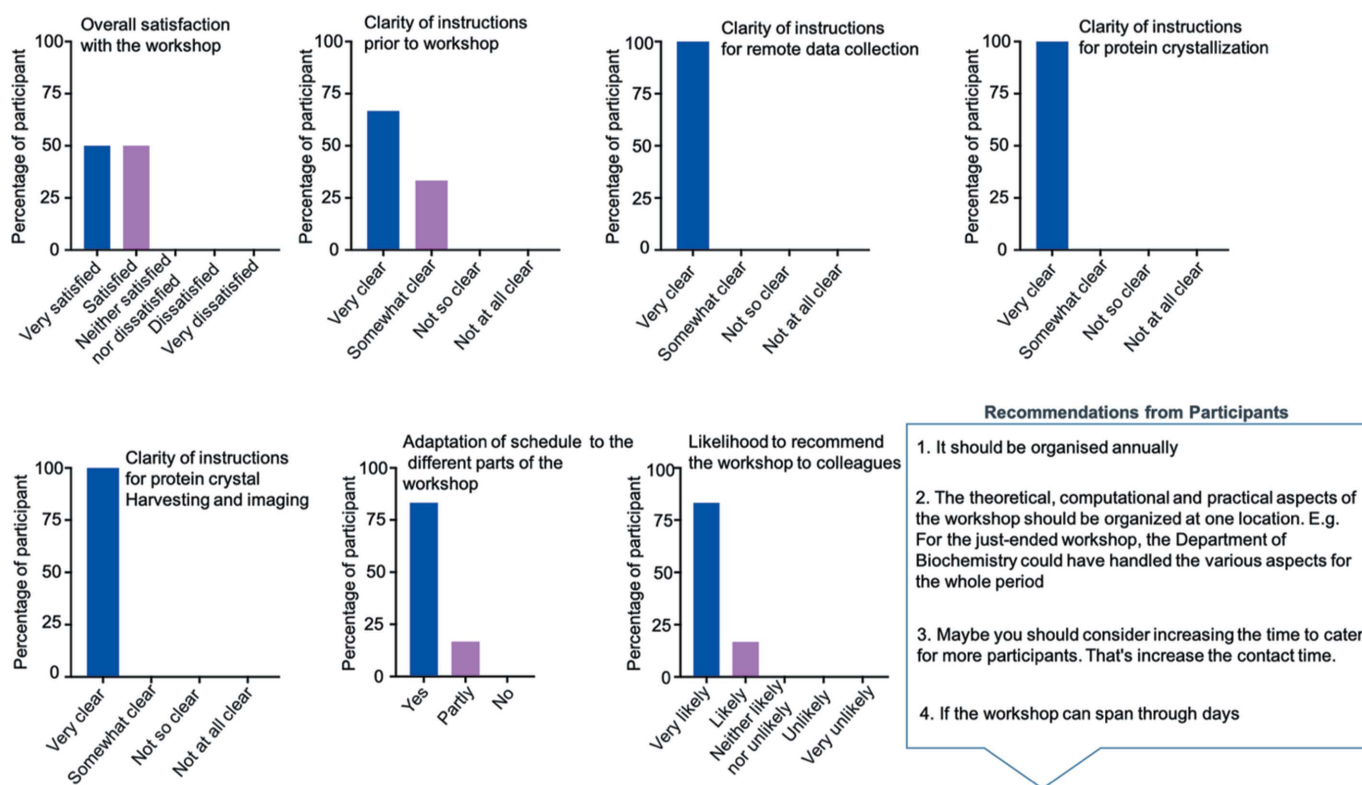 Overall satisfaction
with the workshop
Percentage of participant
100
75
50
25
0
Very satisfied
Satisfied
Neither satisfied
nor dissatisfied
Dissatisfied
Very dissatisfied
Clarity of instructions
prior to workshop
Percentage of participant
100
75
50
25
0
Very clear
Somewhat clear
Not so clear
Not at all clear
Clarity of instructions
for remote data collection
Percentage of participant
100
75
50
25
0
Very clear
Somewhat clear
Not so clear
Not at all clear
Clarity of instructions
for protein crystallization
Percentage of participant
100
75
50
25
0
Very clear
Somewhat clear
Not so clear
Not at all clear
Clarity of instructions
for protein crystal
Harvesting and imaging
Percentage of participant
100
75
50
25
0
Very clear
Somewhat clear
Not so clear
Not at all clear
Adaptation of schedule to the
different parts of the
workshop
Percentage of participant
100
75
50
25
0
Yes
Partly
No
Likelihood to recommend
the workshop to colleagues
Percentage of participant
100
75
50
25
0
Very likely
Likely
Neither likely
nor unlikely
Unlikely
Very unlikely
Recommendations from Participants
1. It should be organised annually
2. The theoretical, computational and practical aspects of
the workshop should be organized at one location. E.g.
For the just-ended workshop, the Department of
Biochemistry could have handled the various aspects for
the whole period
3. Maybe you should consider increasing the time to cater
for more participants. That's increase the contact time.
4. If the workshop can span through days